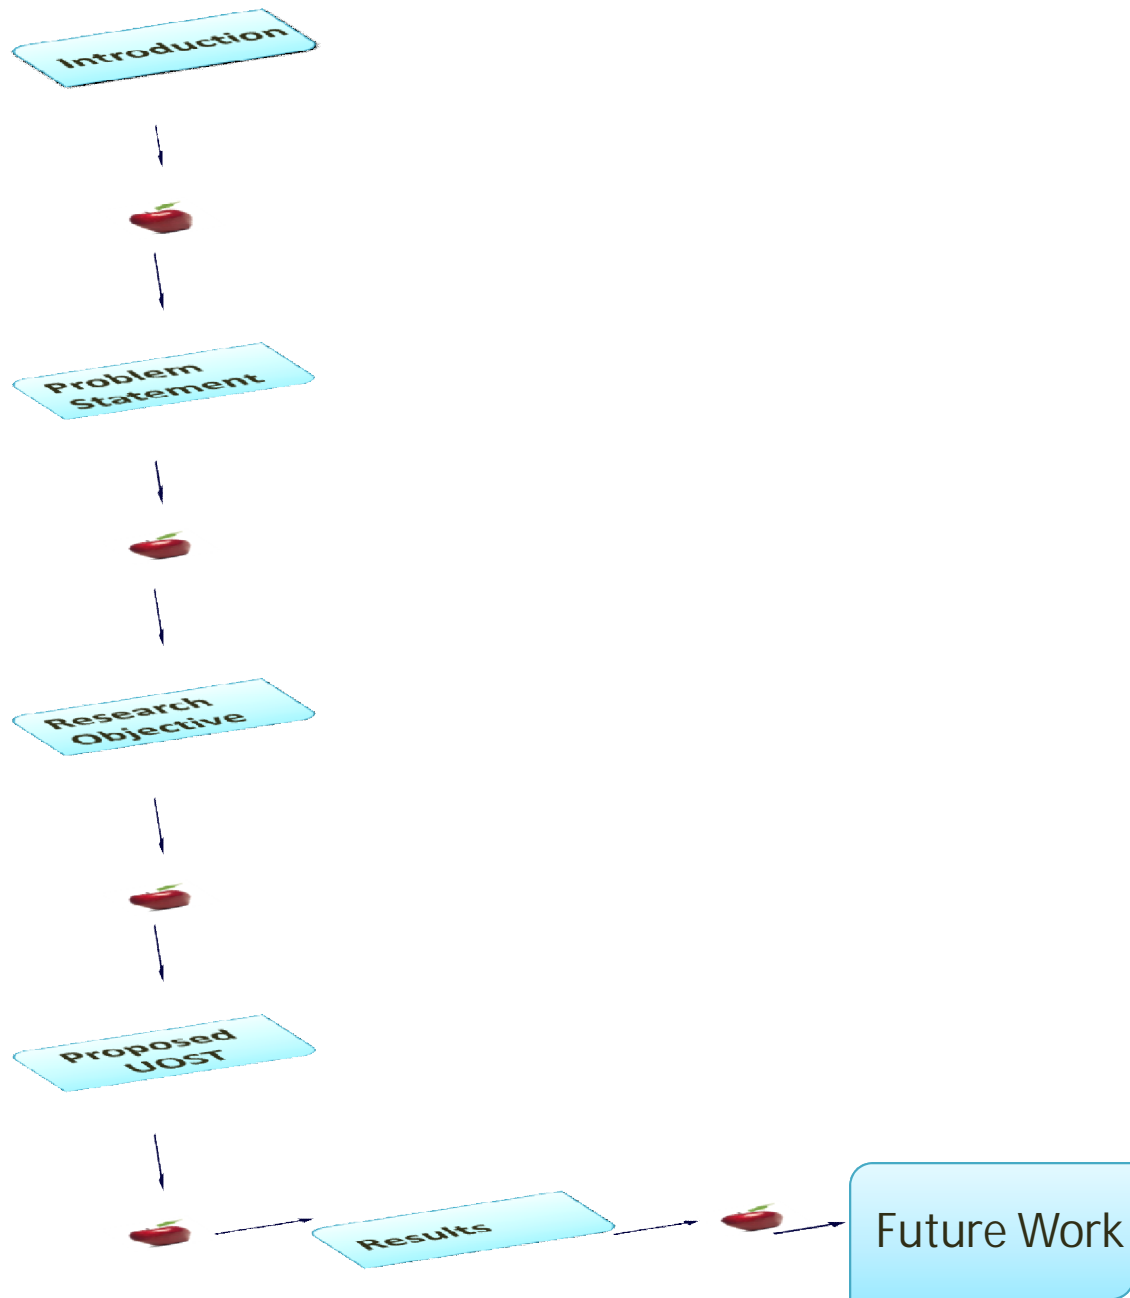 Introduction
Problem
Statement
Research
Objective
Proposed
UOST
Results
Future Work